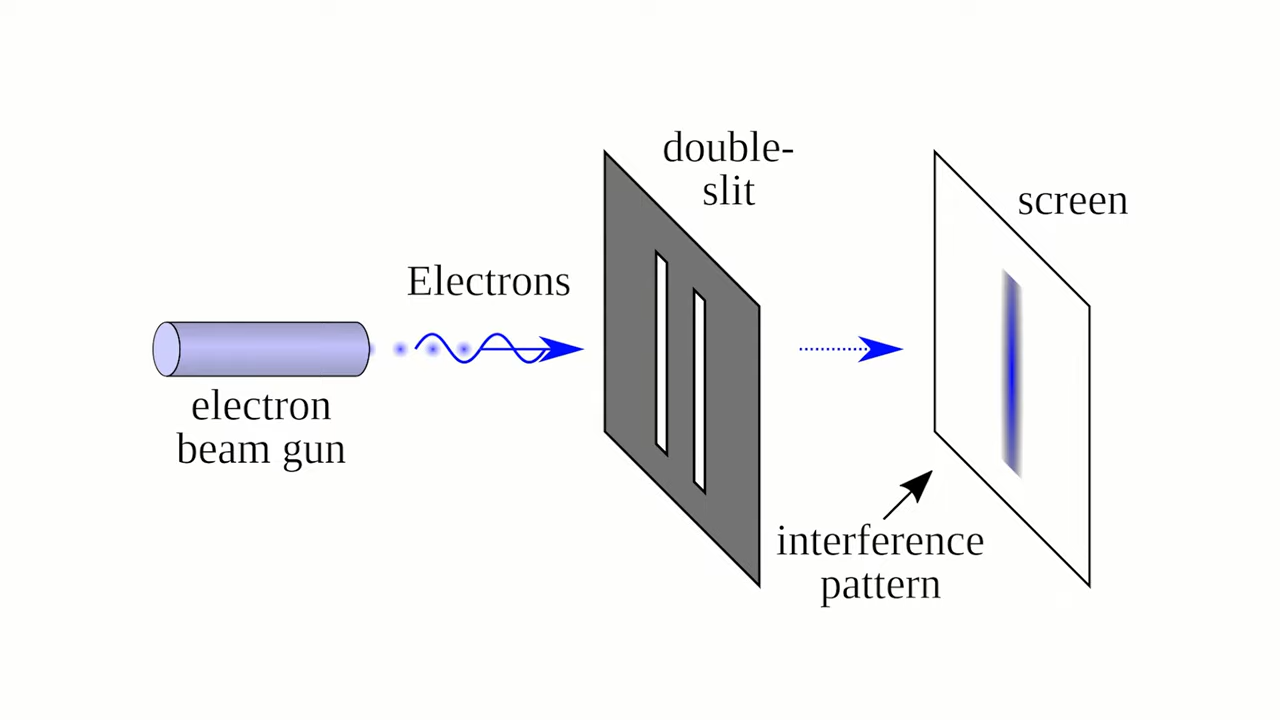 double-
slit
screen
Electrons
electron
beam gun
interference
pattern